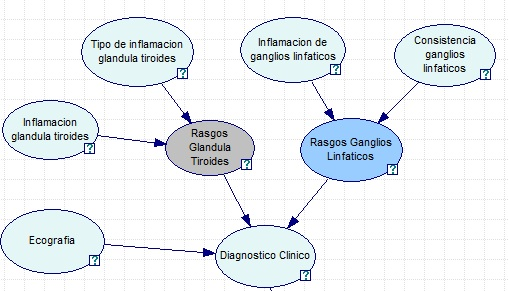 Tipo de inflamacion
glandula tiroides
?
Inflamacion de
ganglios linfaticos
?
Consistencia
ganglios
linfaticos
?
Inflamacion
glandula tiroides
?
Rasgos
Glandula
Tiroides
?
Rasgos Ganglios
Linfaticos
?
Ecografia
?
Diagnostico Clinico
?